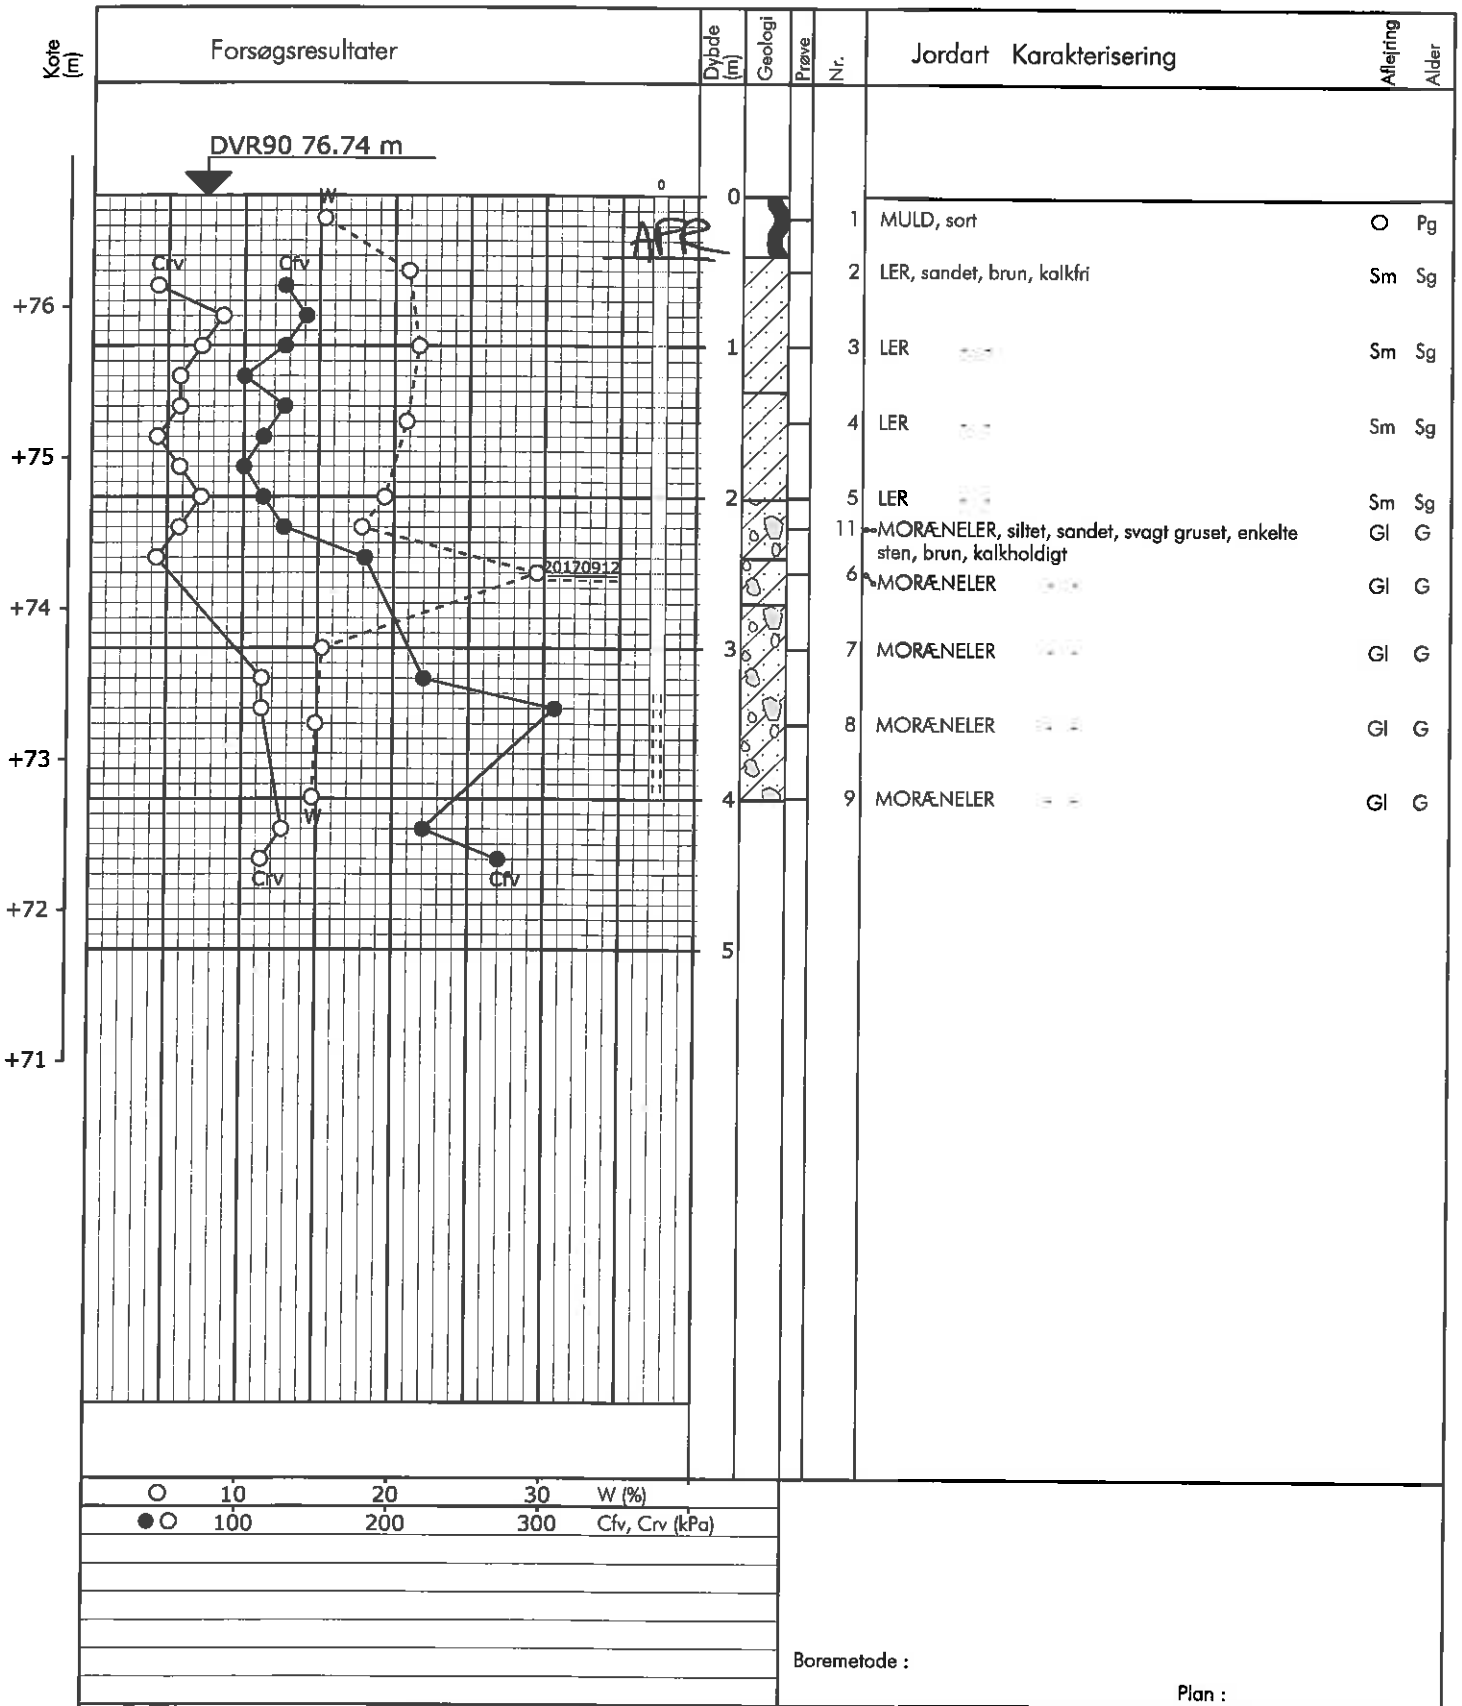 Kote (m) Forsøgsresultater Dybde (m) Geologi Prøve Nr. Jordart Karakterisering Aflejring Alder
DVR90 76.74 m
W
0 0
1 MULD, sort O Pg
APR
Crv Cfv
2 LER, sandet, brun, kalkfri Sm Sg
+76
1 3 LER - " - Sm Sg
4 LER - " - Sm Sg
+75
2 5 LER - " - Sm Sg
11 MORÆNELER, siltet, sandet, svagt gruset, enkelte Gl G
sten, brun, kalkholdigt
20170912
6 MORÆNELER - " - Gl G
+74
3 7 MORÆNELER - " - Gl G
8 MORÆNELER - " - Gl G
+73
4 9 MORÆNELER - " - Gl G
W
Crv Cfv
+72
5
+71
10 20 30 W (%)
100 200 300 Cfv, Crv (kPa)
Boremetode :
Plan :